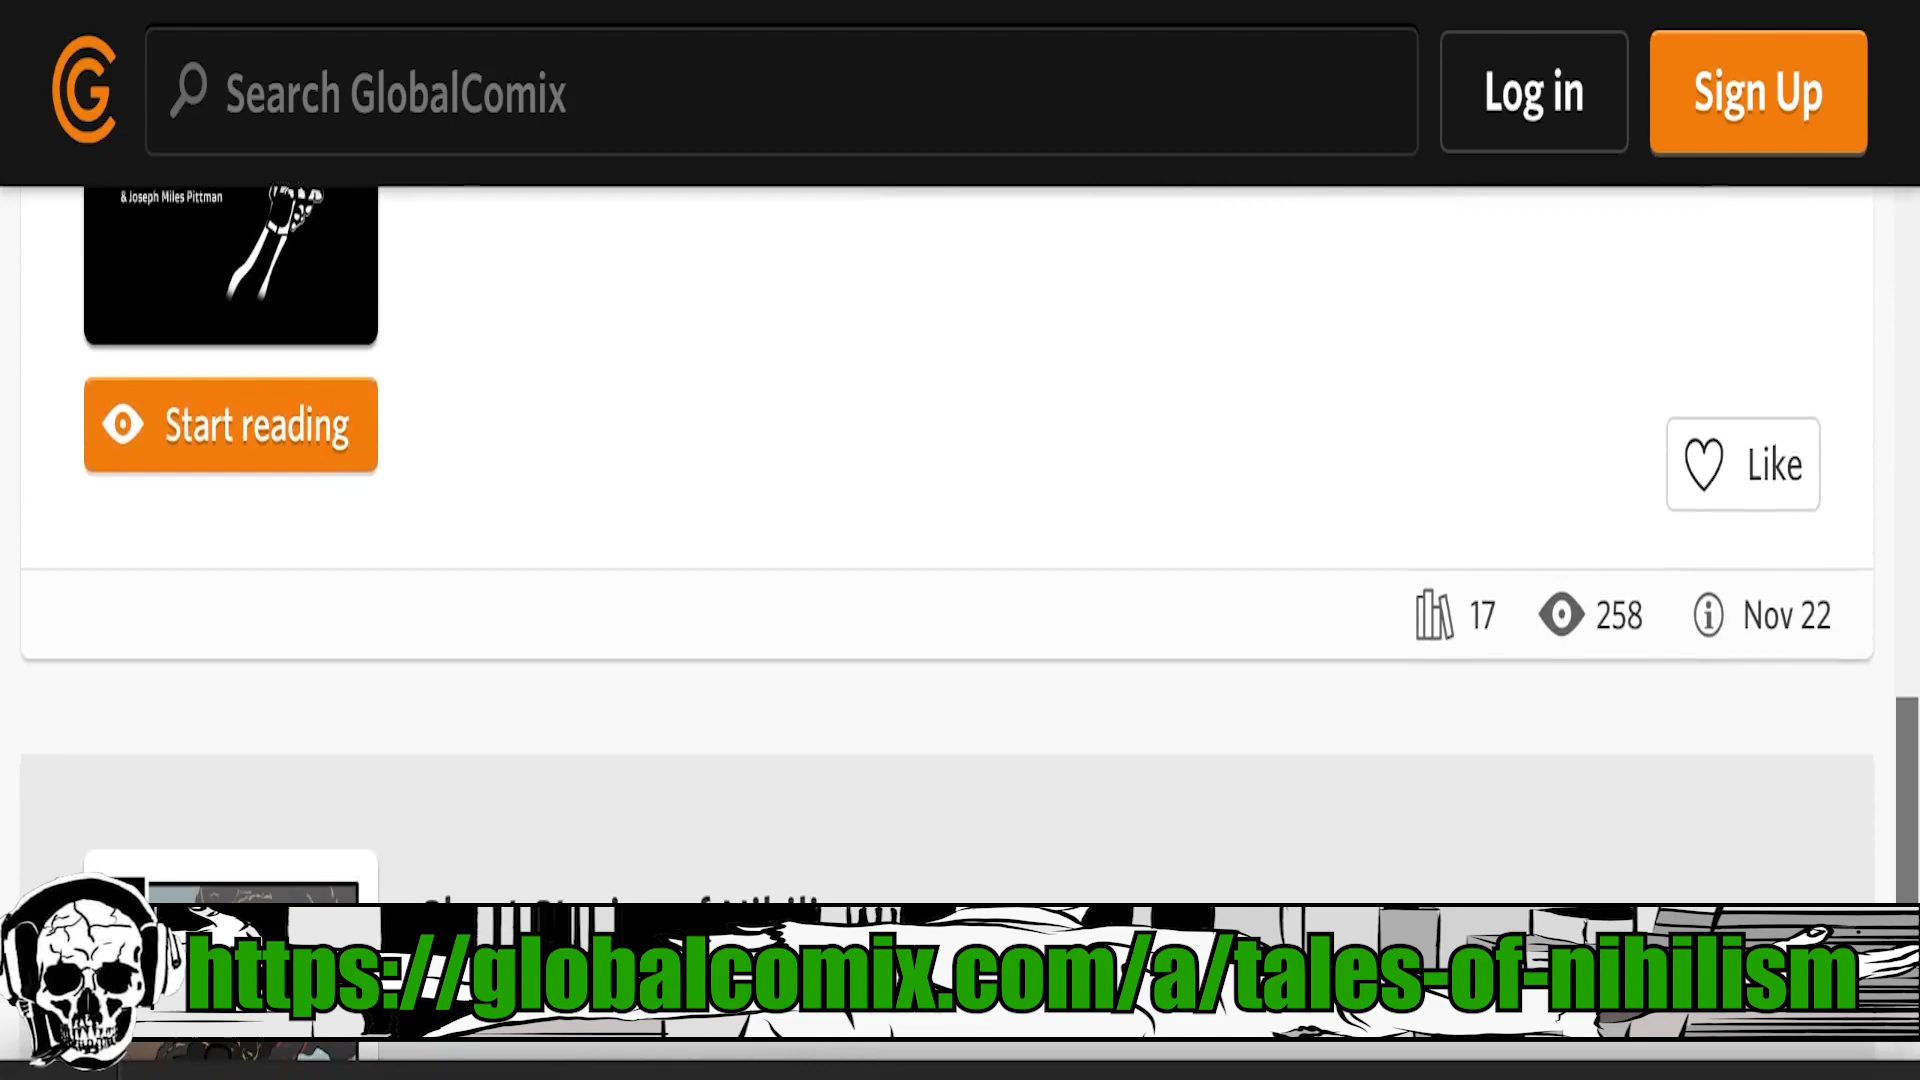 Search GlobalComix
Log in
Sign Up
& Joseph Miles Pittman
Start reading
Like
17
258
Nov 22
https://globalcomix.com/a/tales-of-nihilism